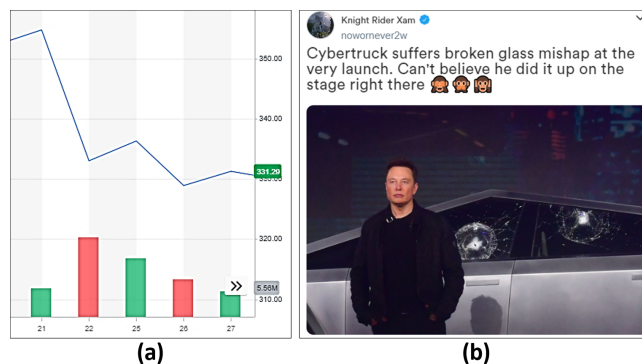 350.00
340.00
331.29
320.00
5.56M
310.00
21 22 25 26 27
(a)
Knight Rider Xam
nowornever2w
Cybertruck suffers broken glass mishap at the
very launch. Can't believe he did it up on the
stage right there 🙈🙊🙉
(b)